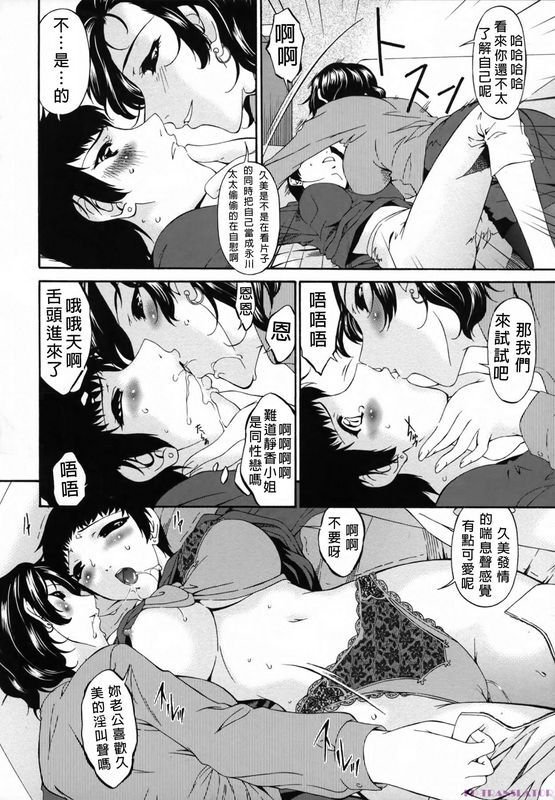 哈哈哈哈
看來你還不太
了解自己呢
啊啊
不…是…的
久美是不是在看片子
的同時把自己當成永川
太太偷偷的在自慰啊
那我們
來試試吧
唔唔唔
恩
恩恩
哦哦天啊
舌頭進來了
啊啊啊啊
難道靜香小姐
是同性戀嗎
唔唔
久美發情
的喘息聲感覺
有點可愛呢
啊啊
不要呀
妳老公喜歡久
美的淫叫聲嗎